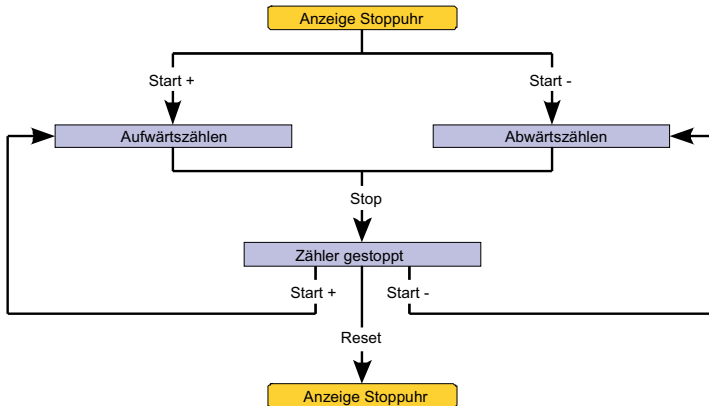 Anzeige Stoppuhr
Start +
Start -
Aufwärtszählen
Abwärtszählen
Stop
Zähler gestoppt
Start +
Start -
Reset
Anzeige Stoppuhr